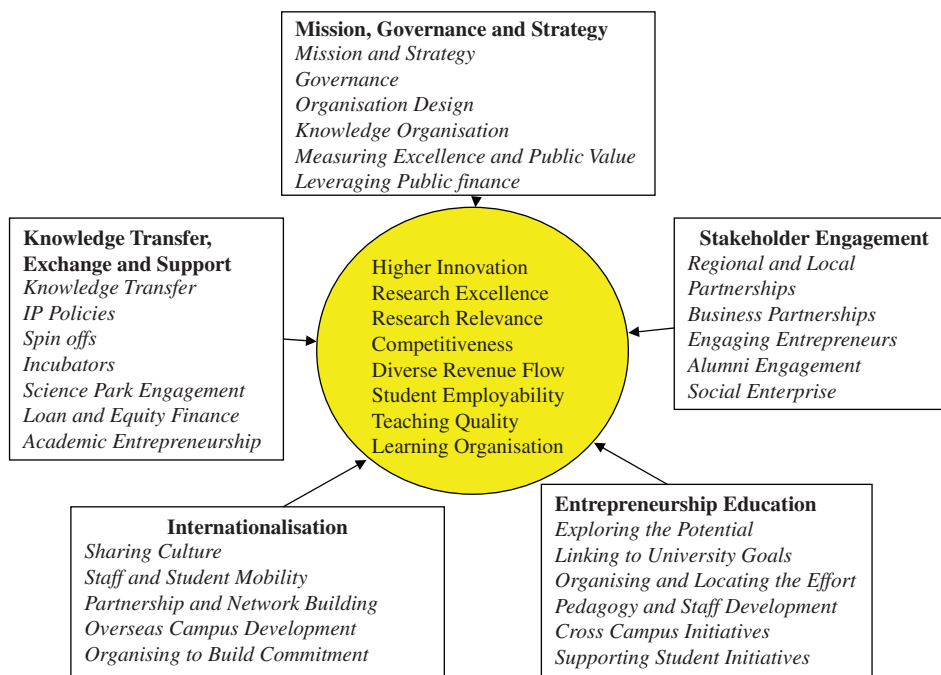 Mission, Governance and Strategy
Mission and Strategy
Governance
Organisation Design
Knowledge Organisation
Measuring Excellence and Public Value
Leveraging Public finance
Knowledge Transfer,
Exchange and Support
Knowledge Transfer
IP Policies
Spin offs
Incubators
Science Park Engagement
Loan and Equity Finance
Academic Entrepreneurship
Higher Innovation
Research Excellence
Research Relevance
Competitiveness
Diverse Revenue Flow
Student Employability
Teaching Quality
Learning Organisation
Stakeholder Engagement
Regional and Local
Partnerships
Business Partnerships
Engaging Entrepreneurs
Alumni Engagement
Social Enterprise
Internationalisation
Sharing Culture
Staff and Student Mobility
Partnership and Network Building
Overseas Campus Development
Organising to Build Commitment
Entrepreneurship Education
Exploring the Potential
Linking to University Goals
Organising and Locating the Effort
Pedagogy and Staff Development
Cross Campus Initiatives
Supporting Student Initiatives